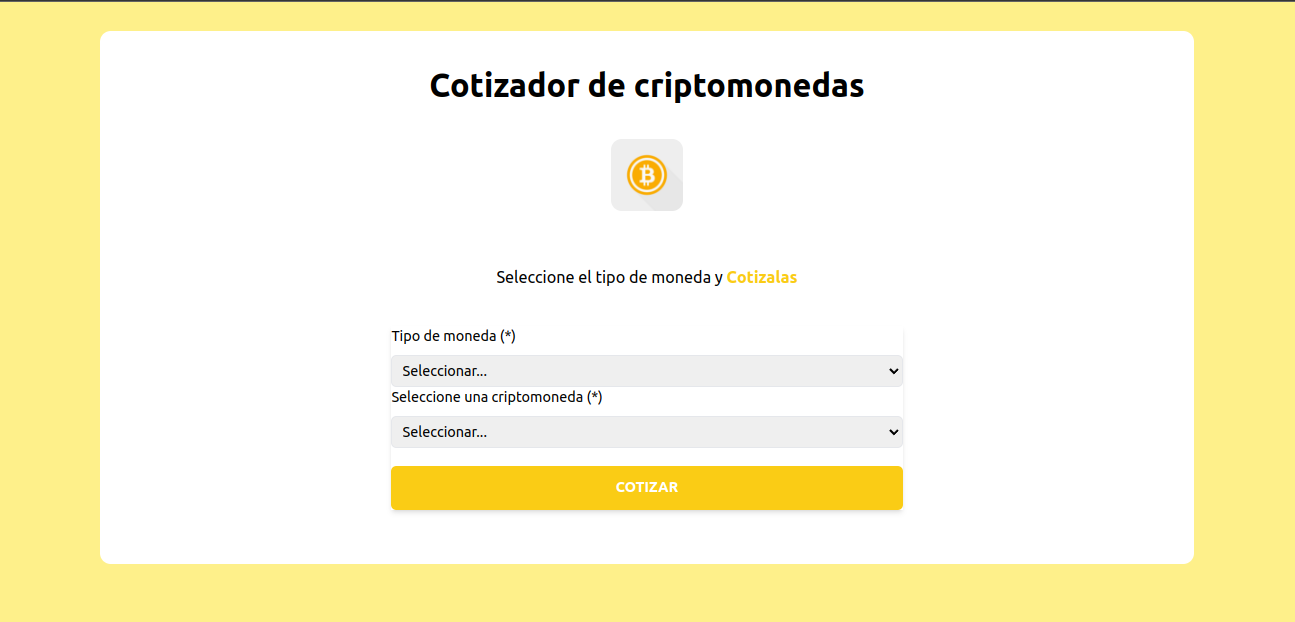 Cotizador de criptomonedas
Seleccione el tipo de moneda y Cotizalas
Tipo de moneda (*)
Seleccionar...
Seleccione una criptomoneda (*)
Seleccionar...
COTIZAR